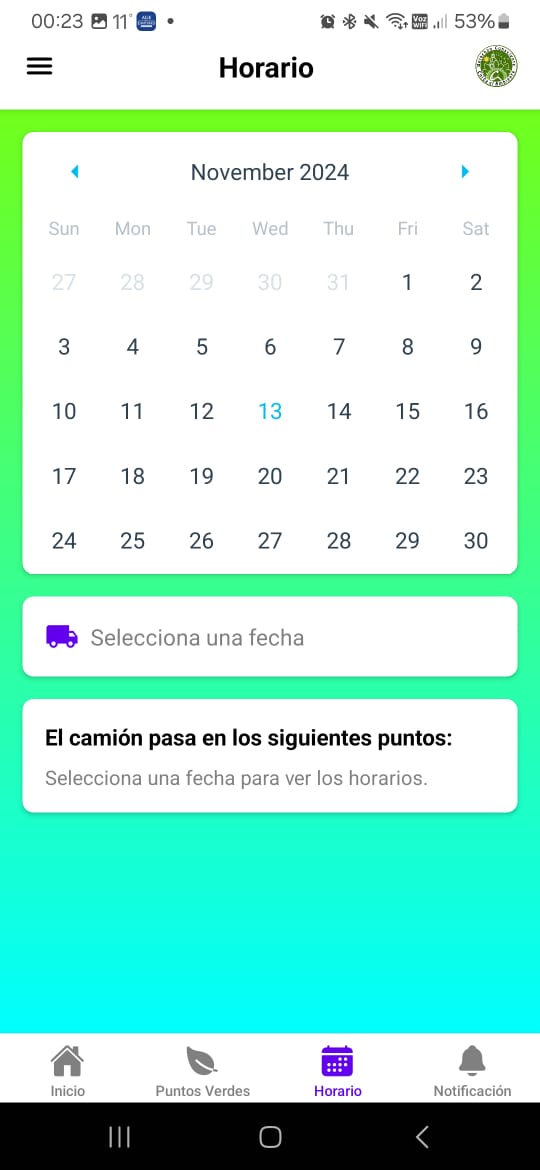 00:23 11°
Voz WiFi 53%
Horario
November 2024
Sun Mon Tue Wed Thu Fri Sat
27 28 29 30 31 1 2
3 4 5 6 7 8 9
10 11 12 13 14 15 16
17 18 19 20 21 22 23
24 25 26 27 28 29 30
Selecciona una fecha
El camión pasa en los siguientes puntos:
Selecciona una fecha para ver los horarios.
Inicio Puntos Verdes Horario Notificación